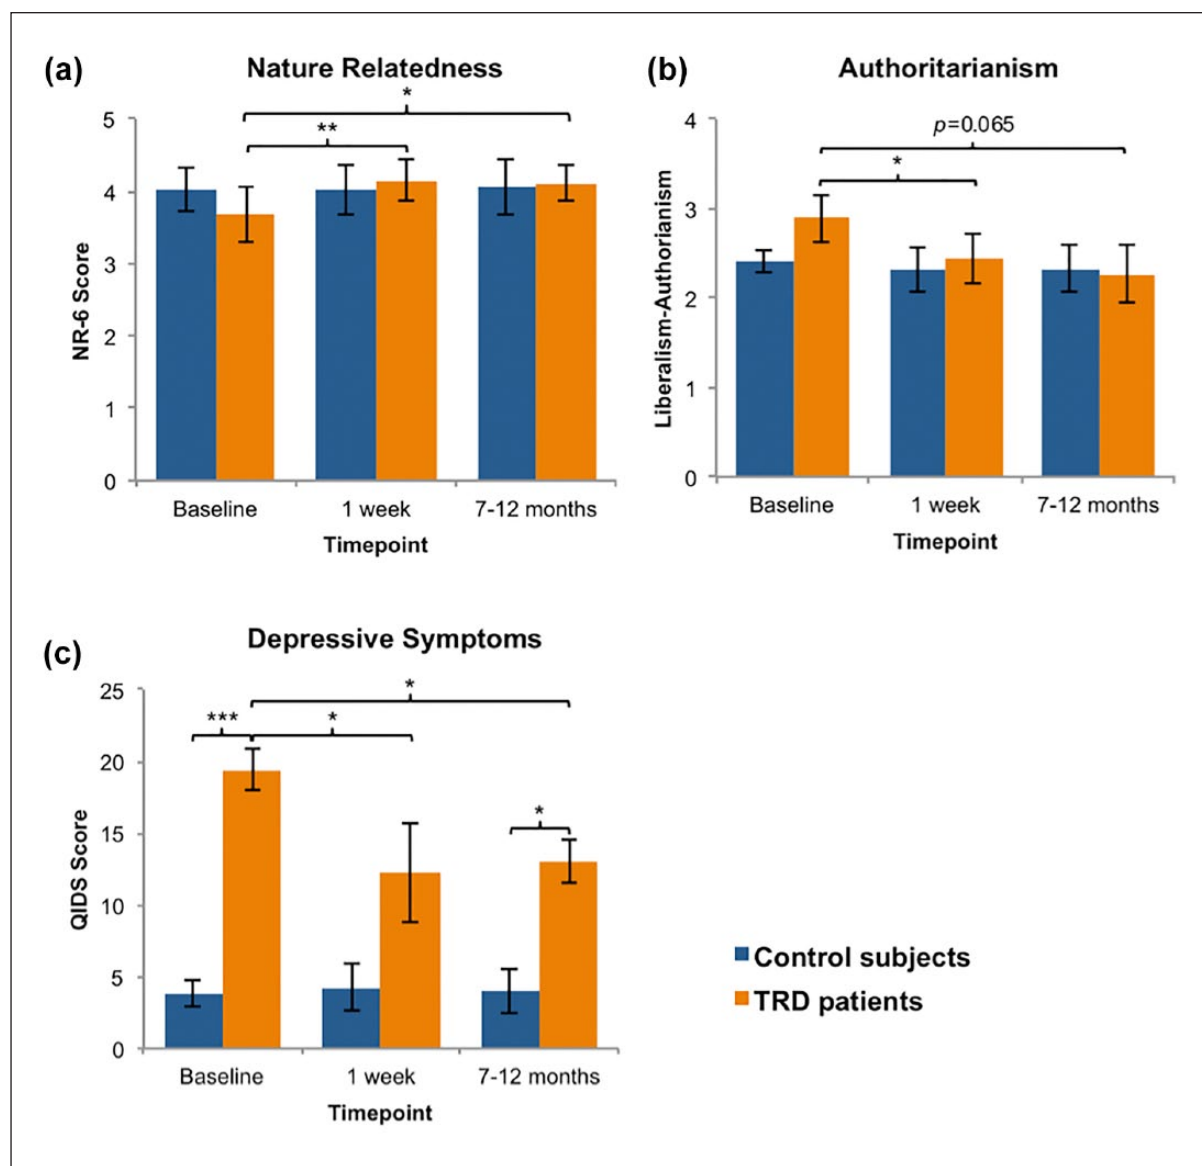 (a)
Nature Relatedness
*
**
NR-6 Score
5
4
3
2
1
0
Baseline
1 week
7-12 months
Timepoint
(b)
Authoritarianism
p=0.065
*
Liberalism-Authorianism
4
3
2
1
0
Baseline
1 week
7-12 months
Timepoint
(c)
Depressive Symptoms
*
***
*
*
QIDS Score
25
20
15
10
5
0
Baseline
1 week
7-12 months
Timepoint
Control subjects
TRD patients